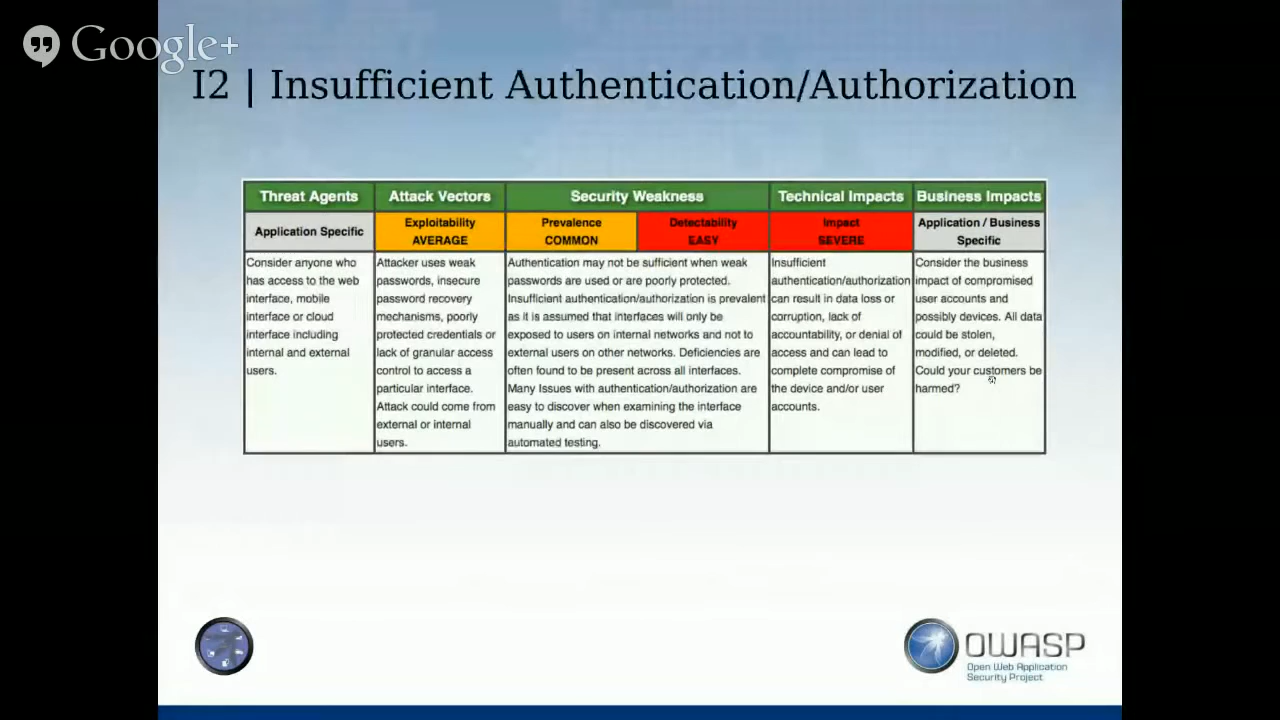 Google+
I2 | Insufficient Authentication/Authorization
Threat Agents
Attack Vectors
Security Weakness
Technical Impacts
Business Impacts
Application Specific
Exploitability
AVERAGE
Prevalence
COMMON
Detectability
EASY
Impact
SEVERE
Application / Business
Specific
Consider anyone who
has access to the web
interface, mobile
interface or cloud
interface including
internal and external
users.
Attacker uses weak
passwords, insecure
password recovery
mechanisms, poorly
protected credentials or
lack of granular access
control to access a
particular interface.
Attack could come from
external or internal
users.
Authentication may not be sufficient when weak
passwords are used or are poorly protected.
Insufficient authentication/authorization is prevalent
as it is assumed that interfaces will only be
exposed to users on internal networks and not to
external users on other networks. Deficiencies are
often found to be present across all interfaces.
Many Issues with authentication/authorization are
easy to discover when examining the interface
manually and can also be discovered via
automated testing.
Insufficient
authentication/authorization
can result in data loss or
corruption, lack of
accountability, or denial of
access and can lead to
complete compromise of
the device and/or user
accounts.
Consider the business
impact of compromised
user accounts and
possibly devices. All data
could be stolen,
modified, or deleted.
Could your customers be
harmed?
OWASP
Open Web Application
Security Project